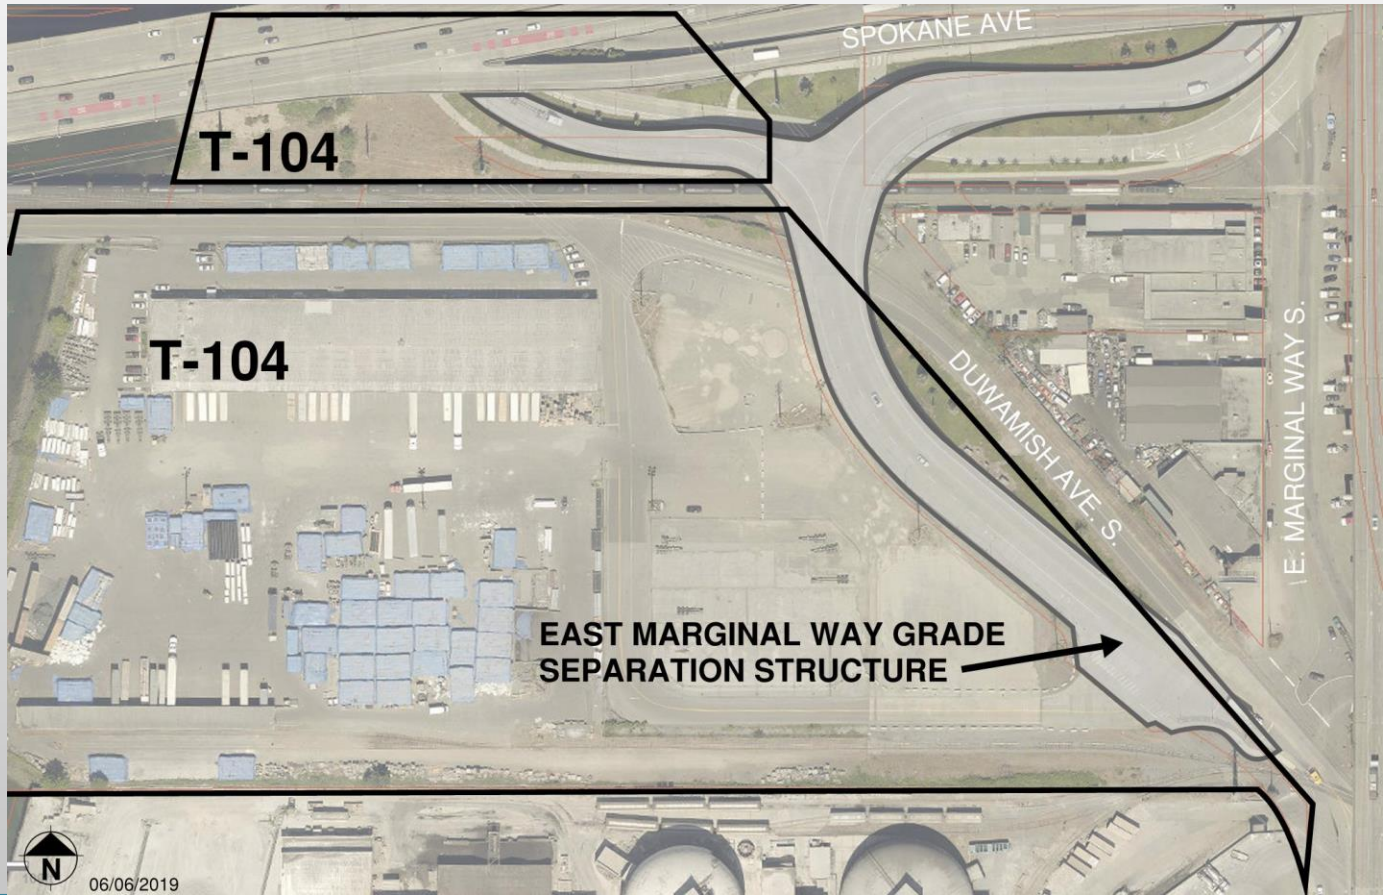 SPOKANE AVE
T-104
T-104
DUWAMISH AVE. S.
E. MARGINAL WAY S.
EAST MARGINAL WAY GRADE
SEPARATION STRUCTURE
N
06/06/2019